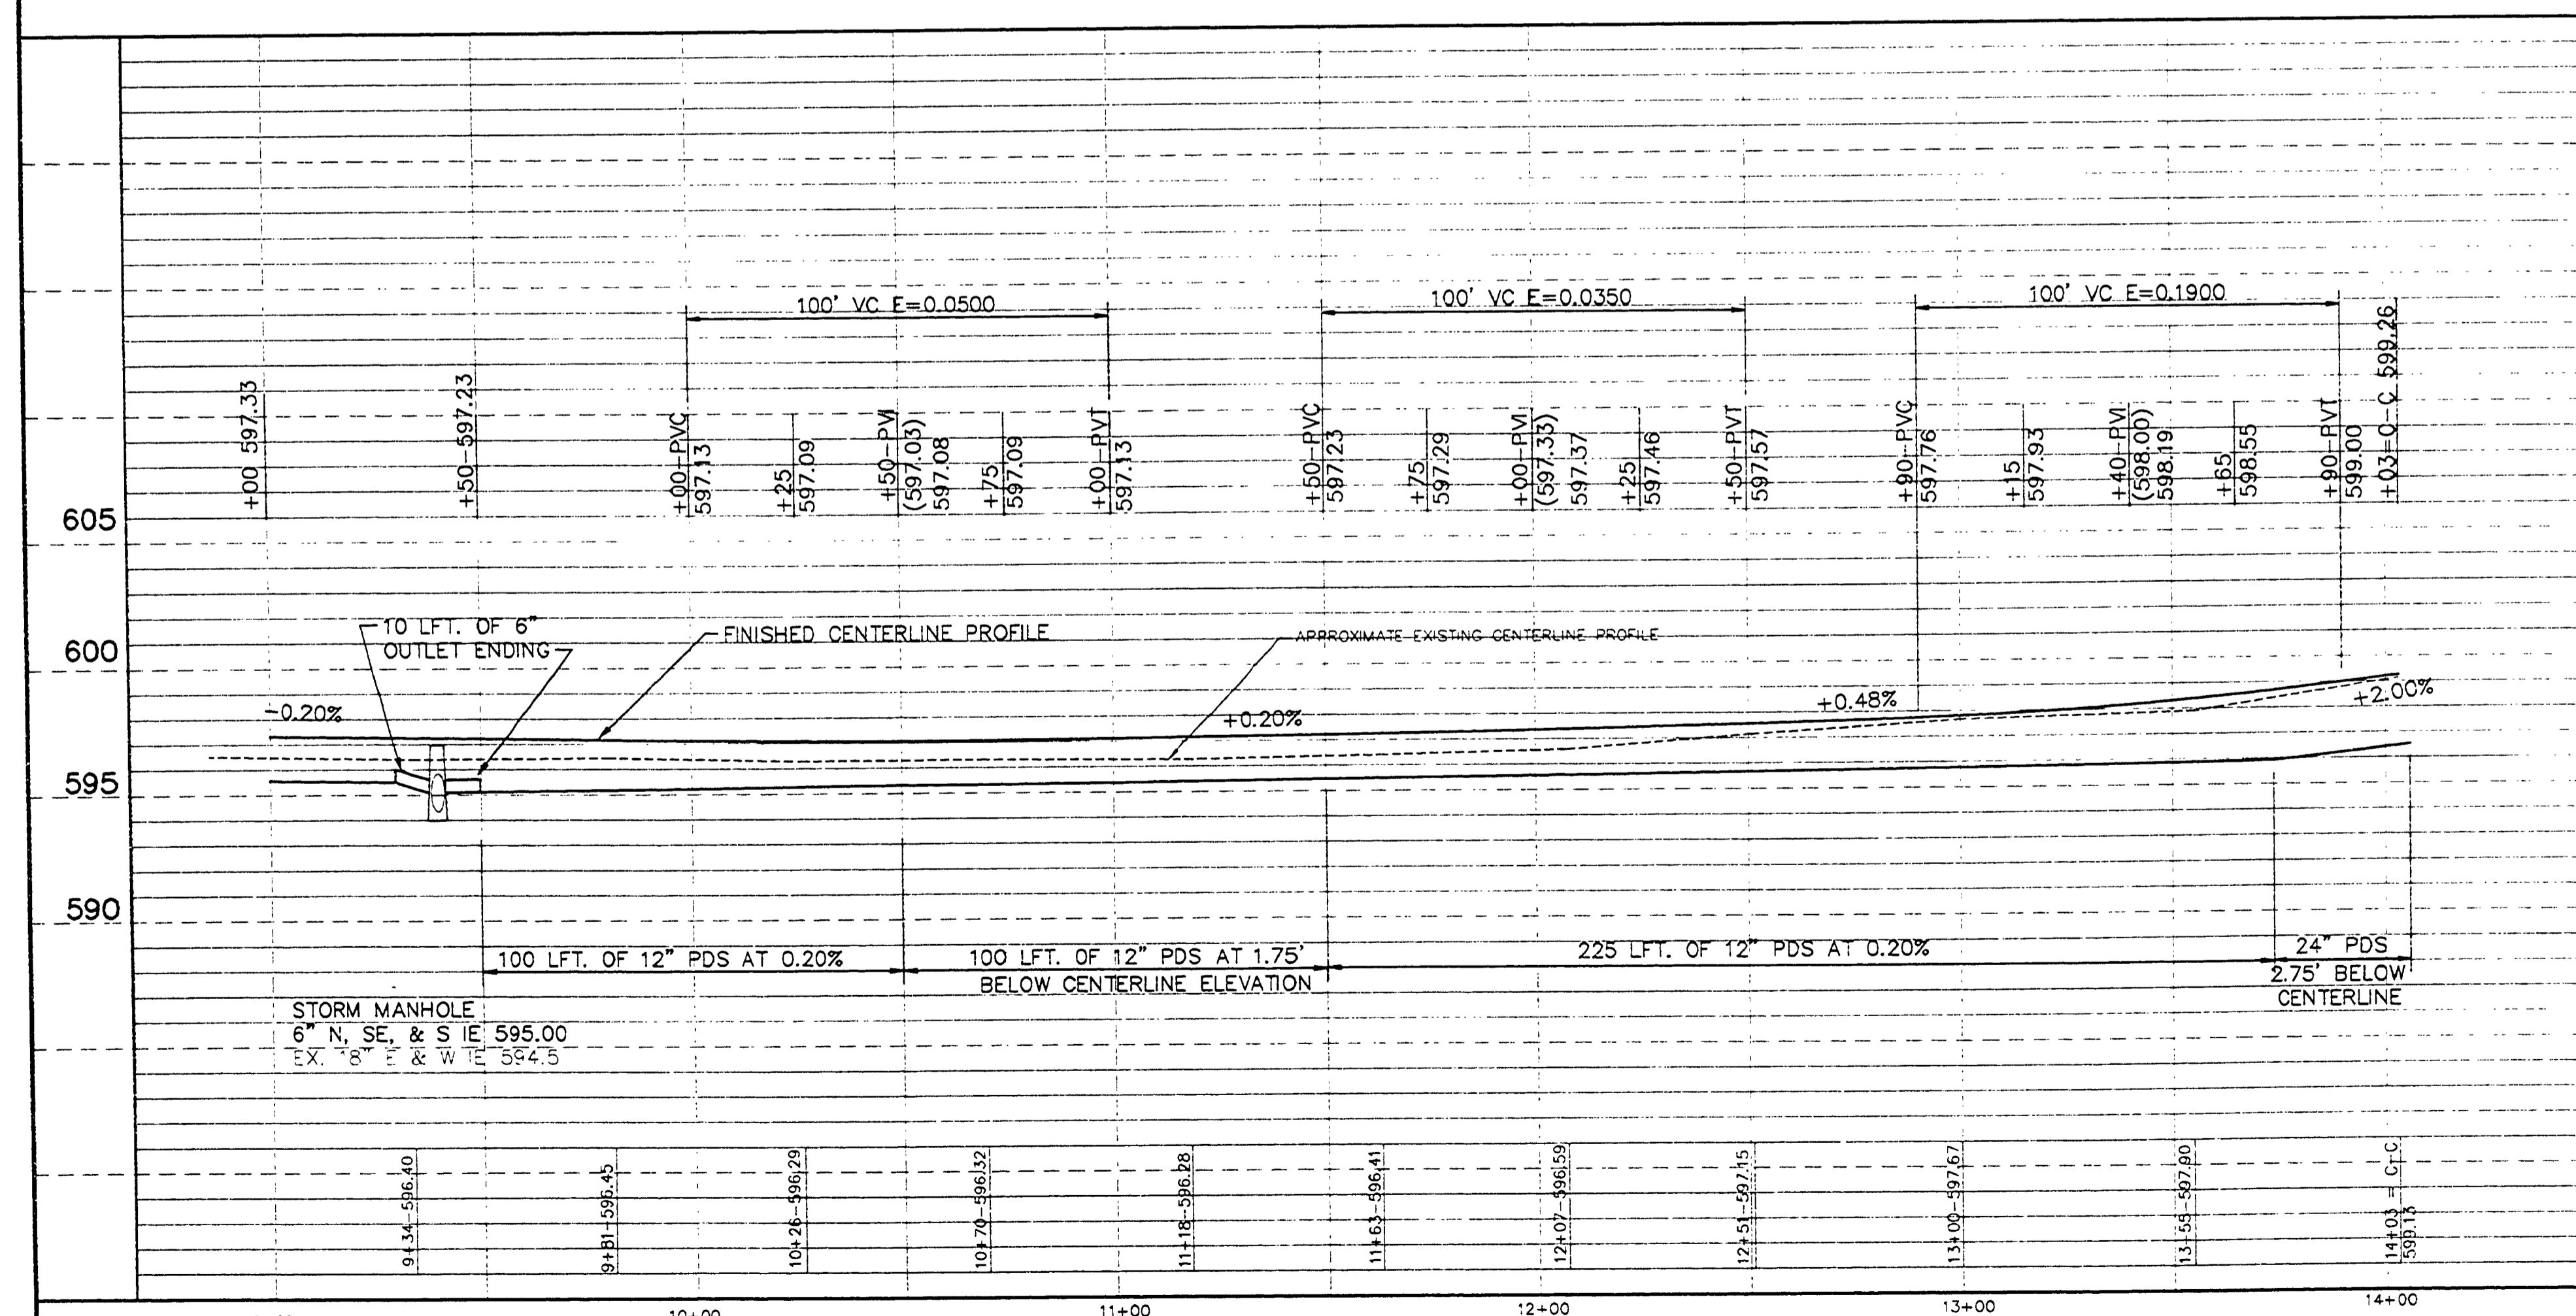 100' VC E=0.0500
100' VC E=0.0350
100' VC E=0.1900
+00 597.33
+50-597.23
+00-PVC
597.13
+25
597.09
+50-PVI
(597.03)
597.08
+75
597.09
+00-PVT
597.13
+50-PVC
597.23
+75
597.29
+00-PVI
(597.33)
597.37
+25
597.46
+50-PVT
597.57
+90-PVC
597.76
+15
597.93
+40-PVI
(598.00)
598.19
+65
598.55
+90-PVT
599.00
+03=C-C 599.26
605
600
595
590
10 LFT. OF 6"
OUTLET ENDING
FINISHED CENTERLINE PROFILE
APPROXIMATE EXISTING CENTERLINE PROFILE
-0.20%
+0.20%
+0.48%
+2.00%
100 LFT. OF 12" PDS AT 0.20%
100 LFT. OF 12" PDS AT 1.75'
BELOW CENTERLINE ELEVATION
225 LFT. OF 12" PDS AT 0.20%
24" PDS
2.75' BELOW
CENTERLINE
STORM MANHOLE
6" N, SE, & S IE 595.00
EX. 18" E & W IE 594.5
9+34-596.40
9+81-596.45
10+26-596.29
10+70-596.32
11+18-596.28
11+63-596.41
12+07-596.59
12+51-597.15
13+00-597.67
13+55-597.90
14+03 = C-C
599.13
10+00
11+00
12+00
13+00
14+00